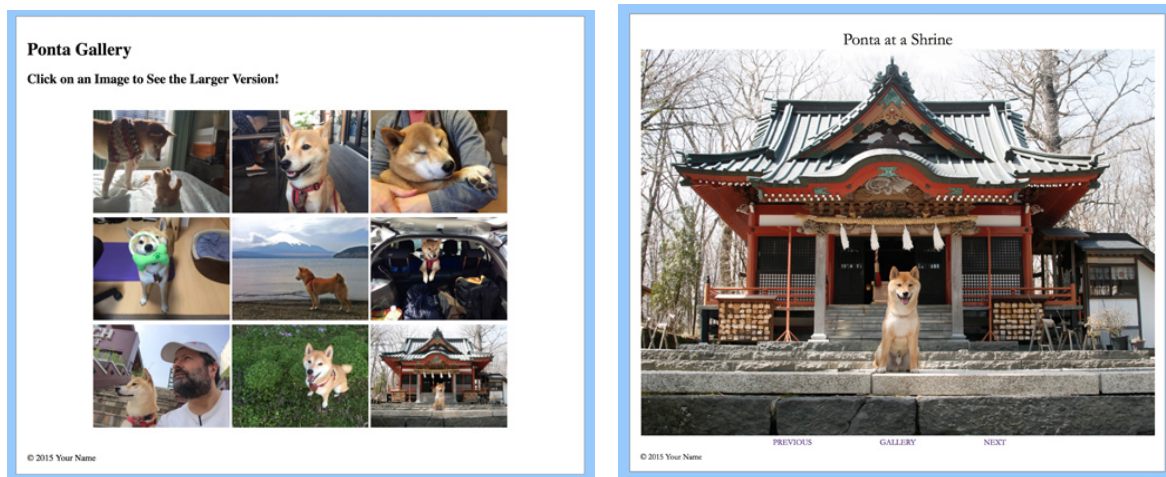 Ponta Gallery
Click on an Image to See the Larger Version!
© 2015 Your Name
Ponta at a Shrine
PREVIOUS GALLERY NEXT
© 2015 Your Name